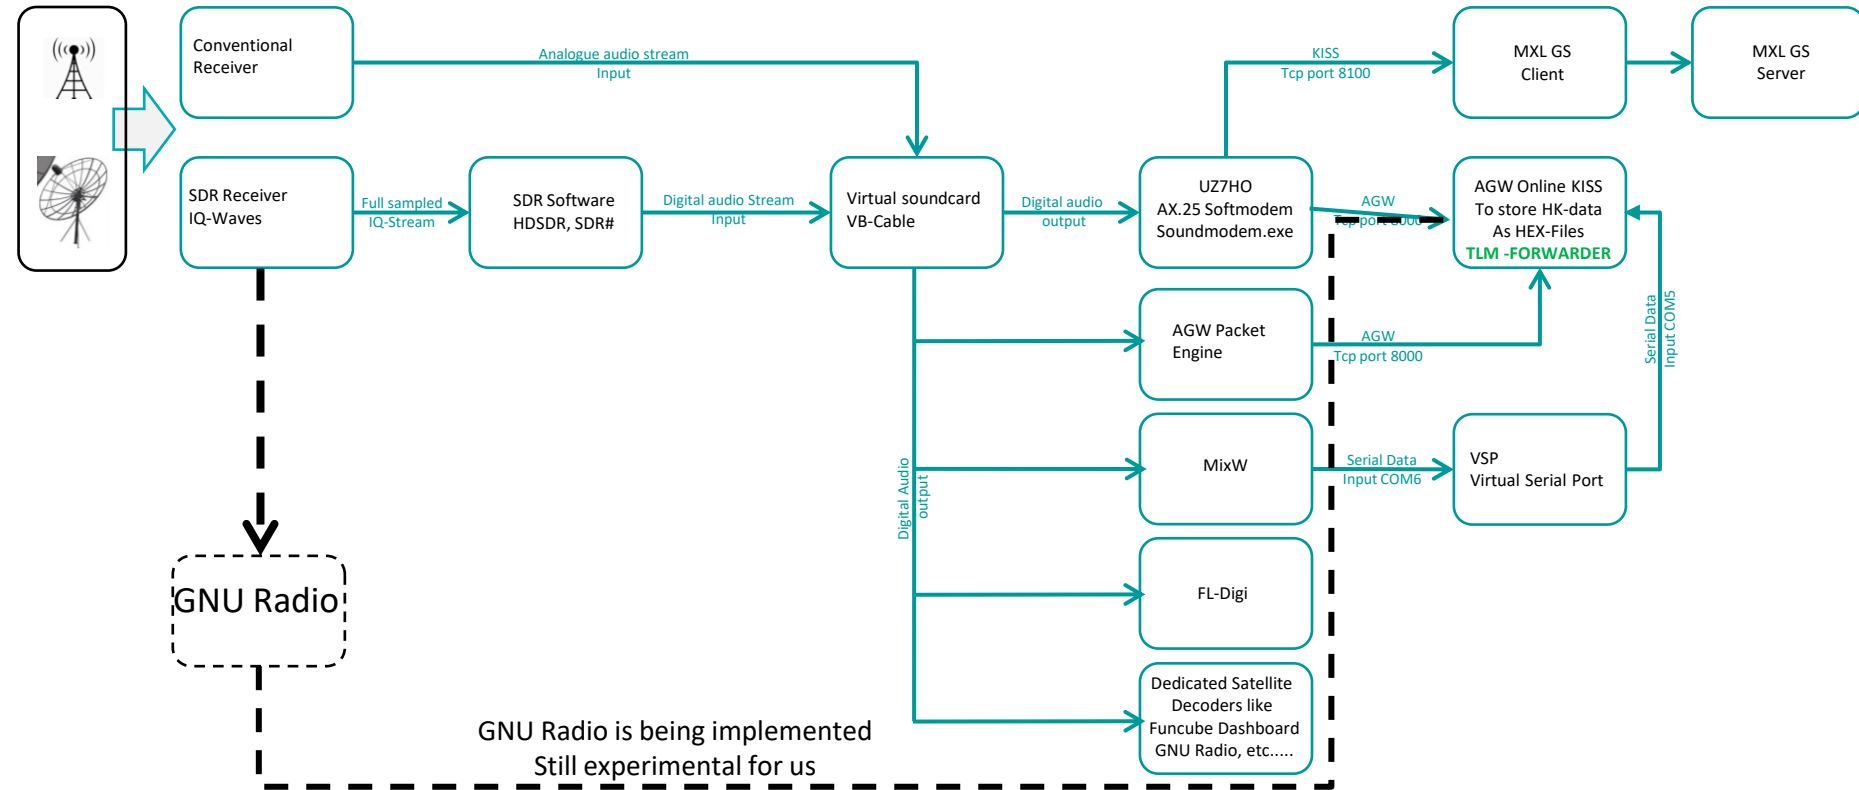 Conventional
Receiver
Analogue audio stream
Input
KISS
Tcp port 8100
MXL GS
Client
MXL GS
Server
SDR Receiver
IQ-Waves
Full sampled
IQ-Stream
SDR Software
HDSDR, SDR#
Digital audio Stream
Input
Virtual soundcard
VB-Cable
Digital audio
output
UZ7HO
AX.25 Softmodem
Soundmodem.exe
AGW
Tcp port 8000
AGW Online KISS
To store HK-data
As HEX-Files
TLM -FORWARDER
AGW Packet
Engine
AGW
Tcp port 8000
Serial Data
Input COM5
Digital Audio
output
MixW
Serial Data
Input COM6
VSP
Virtual Serial Port
GNU Radio
FL-Digi
Dedicated Satellite
Decoders like
Funcube Dashboard
GNU Radio, etc.....
GNU Radio is being implemented
Still experimental for us